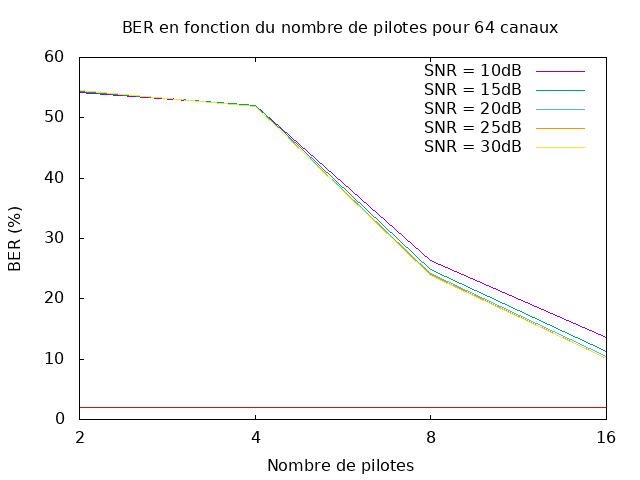 BER en fonction du nombre de pilotes pour 64 canaux
60
50
40
30
20
10
0
BER (%)
SNR = 10dB
SNR = 15dB
SNR = 20dB
SNR = 25dB
SNR = 30dB
2 4 8 16
Nombre de pilotes